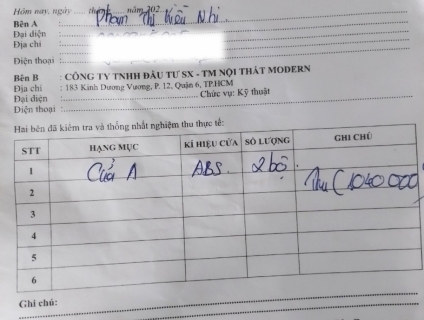 Hôm nay, ngày ..... tháng ..... năm 202
Bên A : Phan Thị Kiều Nhi
Đại diện :
Địa chỉ
Điện thoại :
Bên B : CÔNG TY TNHH ĐẦU TƯ SX - TM NỘI THẤT MODERN
Địa chỉ : 183 Kinh Dương Vương, P. 12, Quận 6, TP.HCM
Đại diện : Chức vụ: Kỹ thuật
Điện thoại :
Hai bên đã kiểm tra và thống nhất nghiệm thu thực tế:
STT HẠNG MỤC KÍ HIỆU CỬA SỐ LƯỢNG GHI CHÚ
1 Cửa A ABS. 2 bộ.
2 Thu (1040 000
3
4
5
6
Ghi chú: